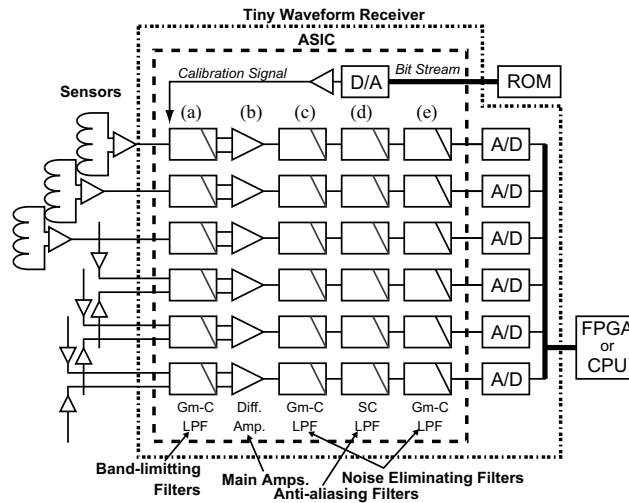 Tiny Waveform Receiver
ASIC
Calibration Signal
D/A
Bit Stream
ROM
Sensors
(a) (b) (c) (d) (e)
A/D
A/D
A/D
A/D
A/D
A/D
FPGA
or
CPU
Gm-C
LPF
Diff.
Amp.
Gm-C
LPF
SC
LPF
Gm-C
LPF
Band-limitting
Filters
Main Amps.
Anti-aliasing Filters
Noise Eliminating Filters